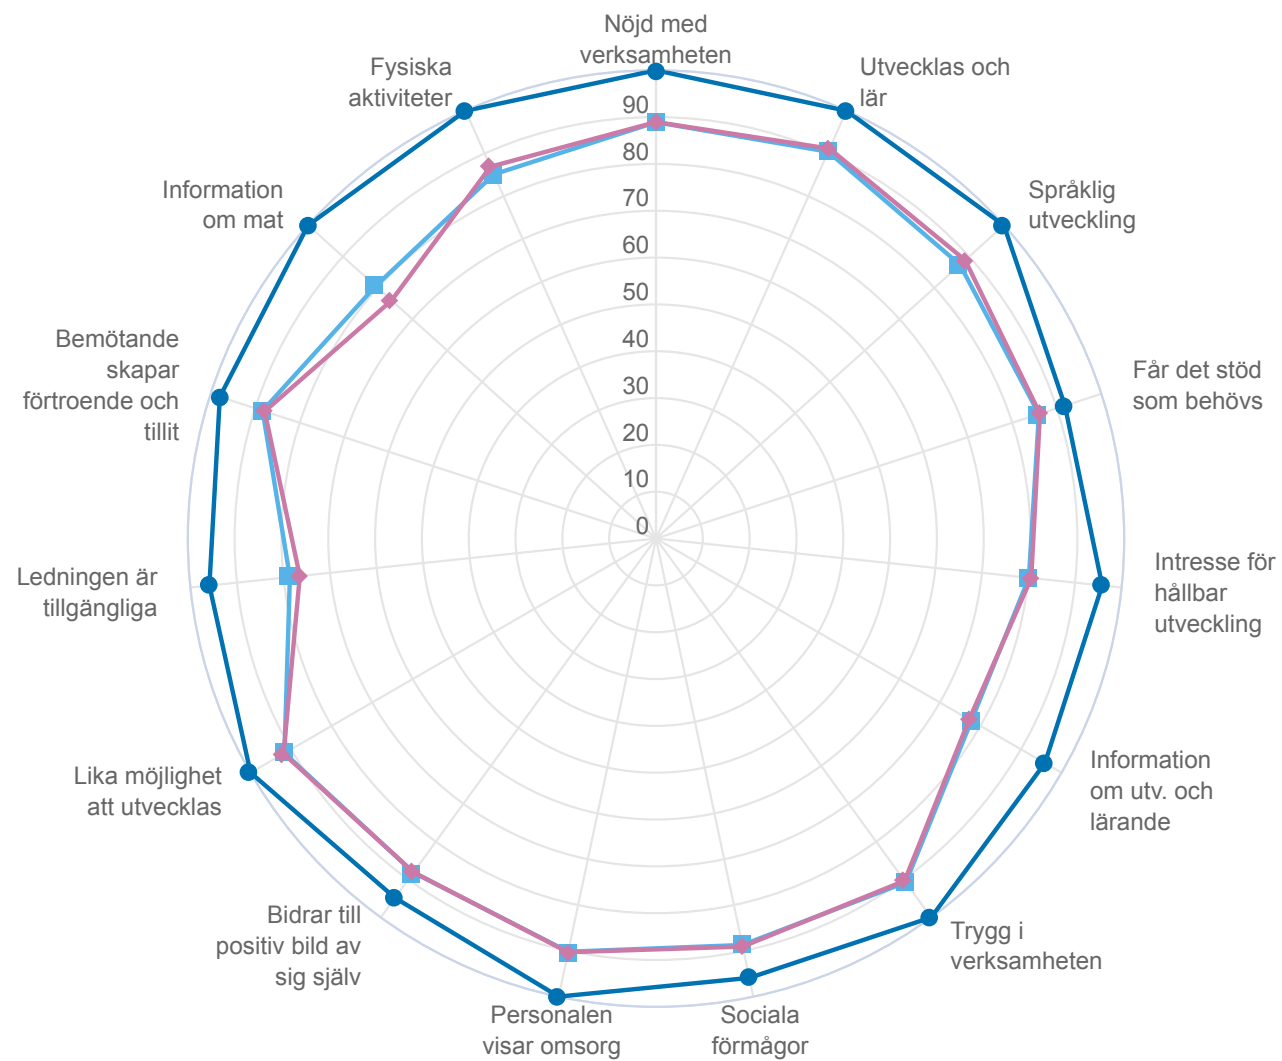 Nöjd med
verksamheten
Utvecklas och
lär
Språklig
utveckling
Får det stöd
som behövs
Intresse för
hållbar
utveckling
Information
om utv. och
lärande
Trygg i
verksamheten
Sociala
förmågor
Personalen
visar omsorg
Bidrar till
positiv bild av
sig själv
Lika möjlighet
att utvecklas
Ledningen är
tillgängliga
Bemötande
skapar
förtroende och
tillit
Information
om mat
Fysiska
aktiviteter
90
80
70
60
50
40
30
20
10
0